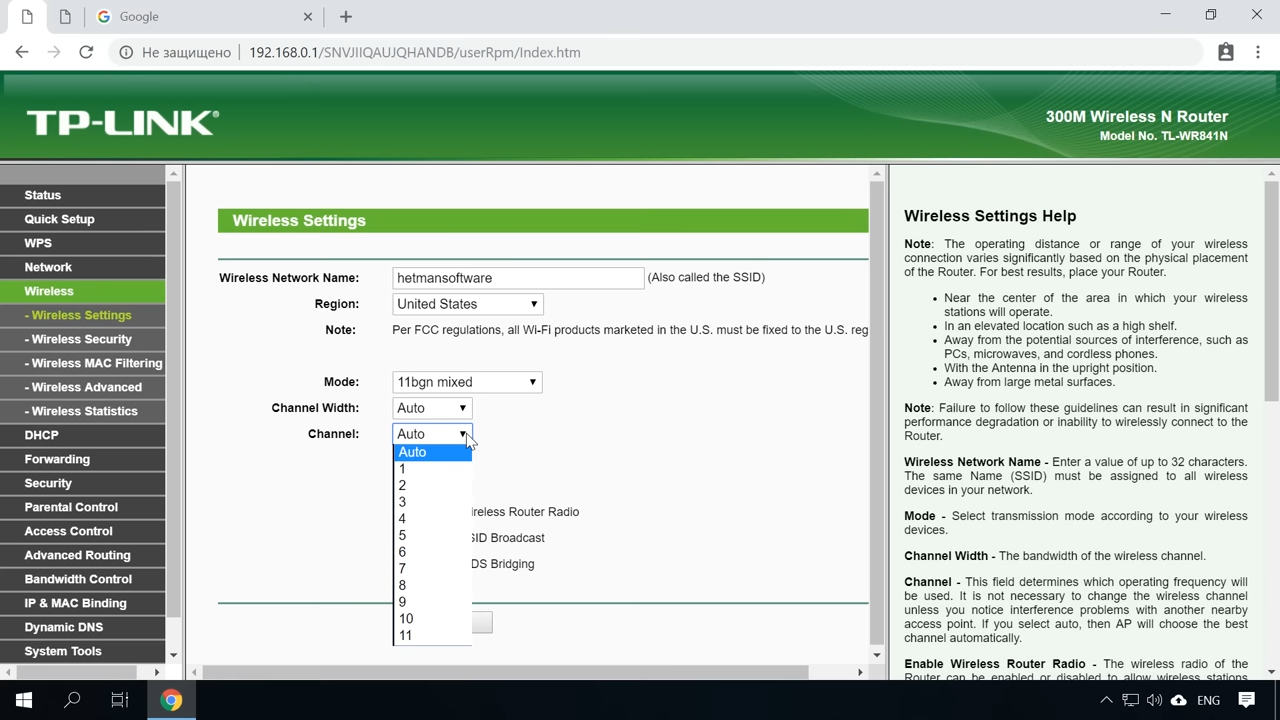 Google
Не защищено
192.168.0.1/SNVJIIQAUJQHANDB/userRpm/Index.htm
TP-LINK®
300M Wireless N Router
Model No. TL-WR841N
Status
Quick Setup
WPS
Network
Wireless
- Wireless Settings
- Wireless Security
- Wireless MAC Filtering
- Wireless Advanced
- Wireless Statistics
DHCP
Forwarding
Security
Parental Control
Access Control
Advanced Routing
Bandwidth Control
IP & MAC Binding
Dynamic DNS
System Tools
Wireless Settings
Wireless Network Name: hetmansoftware (Also called the SSID)
Region: United States
Note: Per FCC regulations, all Wi-Fi products marketed in the U.S. must be fixed to the U.S. reg
Mode: 11bgn mixed
Channel Width: Auto
Channel: Auto
Auto
1
2
3
4
5
6
7
8
9
10
11
ireless Router Radio
SID Broadcast
DS Bridging
Wireless Settings Help
Note: The operating distance or range of your wireless
connection varies significantly based on the physical placement
of the Router. For best results, place your Router.
• Near the center of the area in which your wireless
stations will operate.
• In an elevated location such as a high shelf.
• Away from the potential sources of interference, such as
PCs, microwaves, and cordless phones.
• With the Antenna in the upright position.
• Away from large metal surfaces.
Note: Failure to follow these guidelines can result in significant
performance degradation or inability to wirelessly connect to the
Router.
Wireless Network Name - Enter a value of up to 32 characters.
The same Name (SSID) must be assigned to all wireless
devices in your network.
Mode - Select transmission mode according to your wireless
devices.
Channel Width - The bandwidth of the wireless channel.
Channel - This field determines which operating frequency will
be used. It is not necessary to change the wireless channel
unless you notice interference problems with another nearby
access point. If you select auto, then AP will choose the best
channel automatically.
Enable Wireless Router Radio - The wireless radio of the
Router can be enabled or disabled to allow wireless stations
ENG